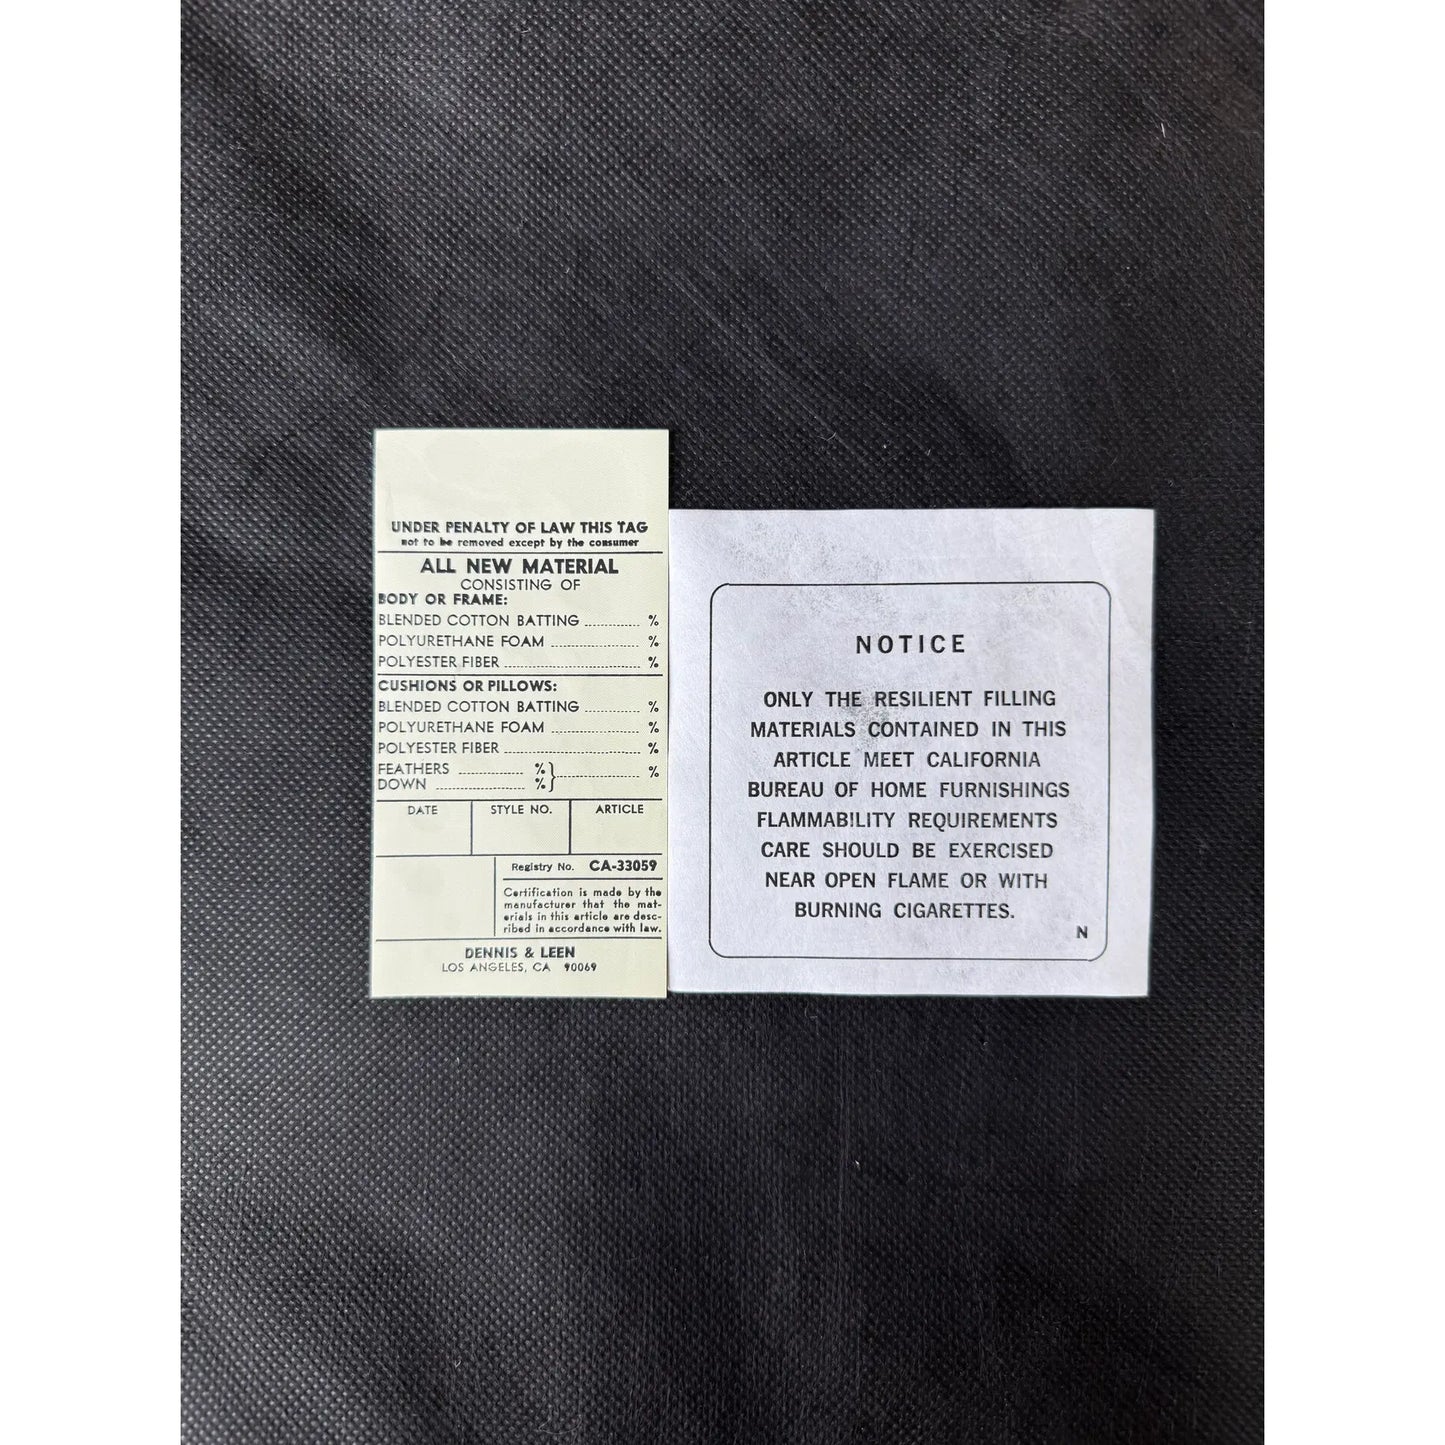 UNDER PENALTY OF LAW THIS TAG
not to be removed except by the consumer
ALL NEW MATERIAL
CONSISTING OF
BODY OR FRAME:
BLENDED COTTON BATTING ............ %
POLYURETHANE FOAM ............ %
POLYESTER FIBER ............ %
CUSHIONS OR PILLOWS:
BLENDED COTTON BATTING ............ %
POLYURETHANE FOAM ............ %
POLYESTER FIBER ............ %
FEATHERS ............ % } ............ %
DOWN ............ %
DATE STYLE NO. ARTICLE
Registry No. CA-33059
Certification is made by the
manufacturer that the mat-
erials in this article are desc-
ribed in accordance with law.
DENNIS & LEEN
LOS ANGELES, CA 90069
NOTICE
ONLY THE RESILIENT FILLING
MATERIALS CONTAINED IN THIS
ARTICLE MEET CALIFORNIA
BUREAU OF HOME FURNISHINGS
FLAMMABILITY REQUIREMENTS
CARE SHOULD BE EXERCISED
NEAR OPEN FLAME OR WITH
BURNING CIGARETTES.
N